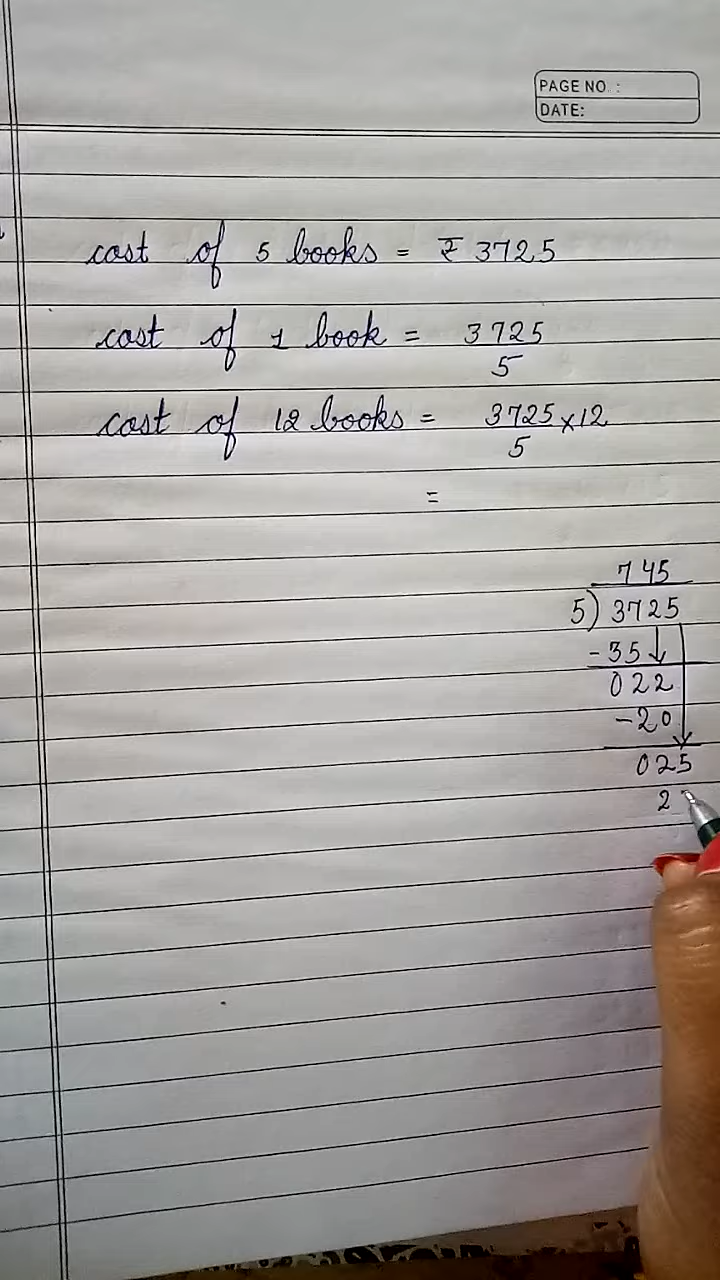 PAGE NO. :
DATE:
cost of 5 books = ₹ 3725
cost of 1 book = 3725
5
cost of 12 books = 3725 x 12
5
=
745
5) 3725
-35
022
-20
025
2